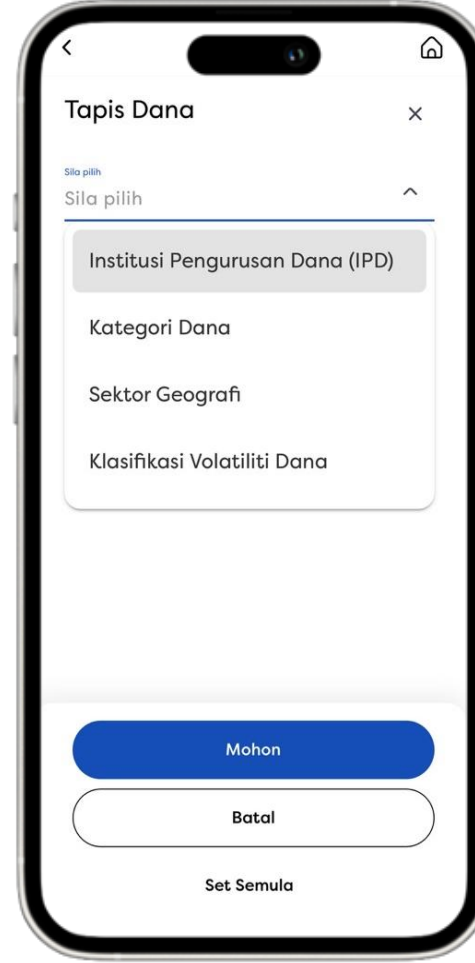 Tapis Dana
Sila pilih
Sila pilih
Institusi Pengurusan Dana (IPD)
Kategori Dana
Sektor Geografi
Klasifikasi Volatiliti Dana
Mohon
Batal
Set Semula